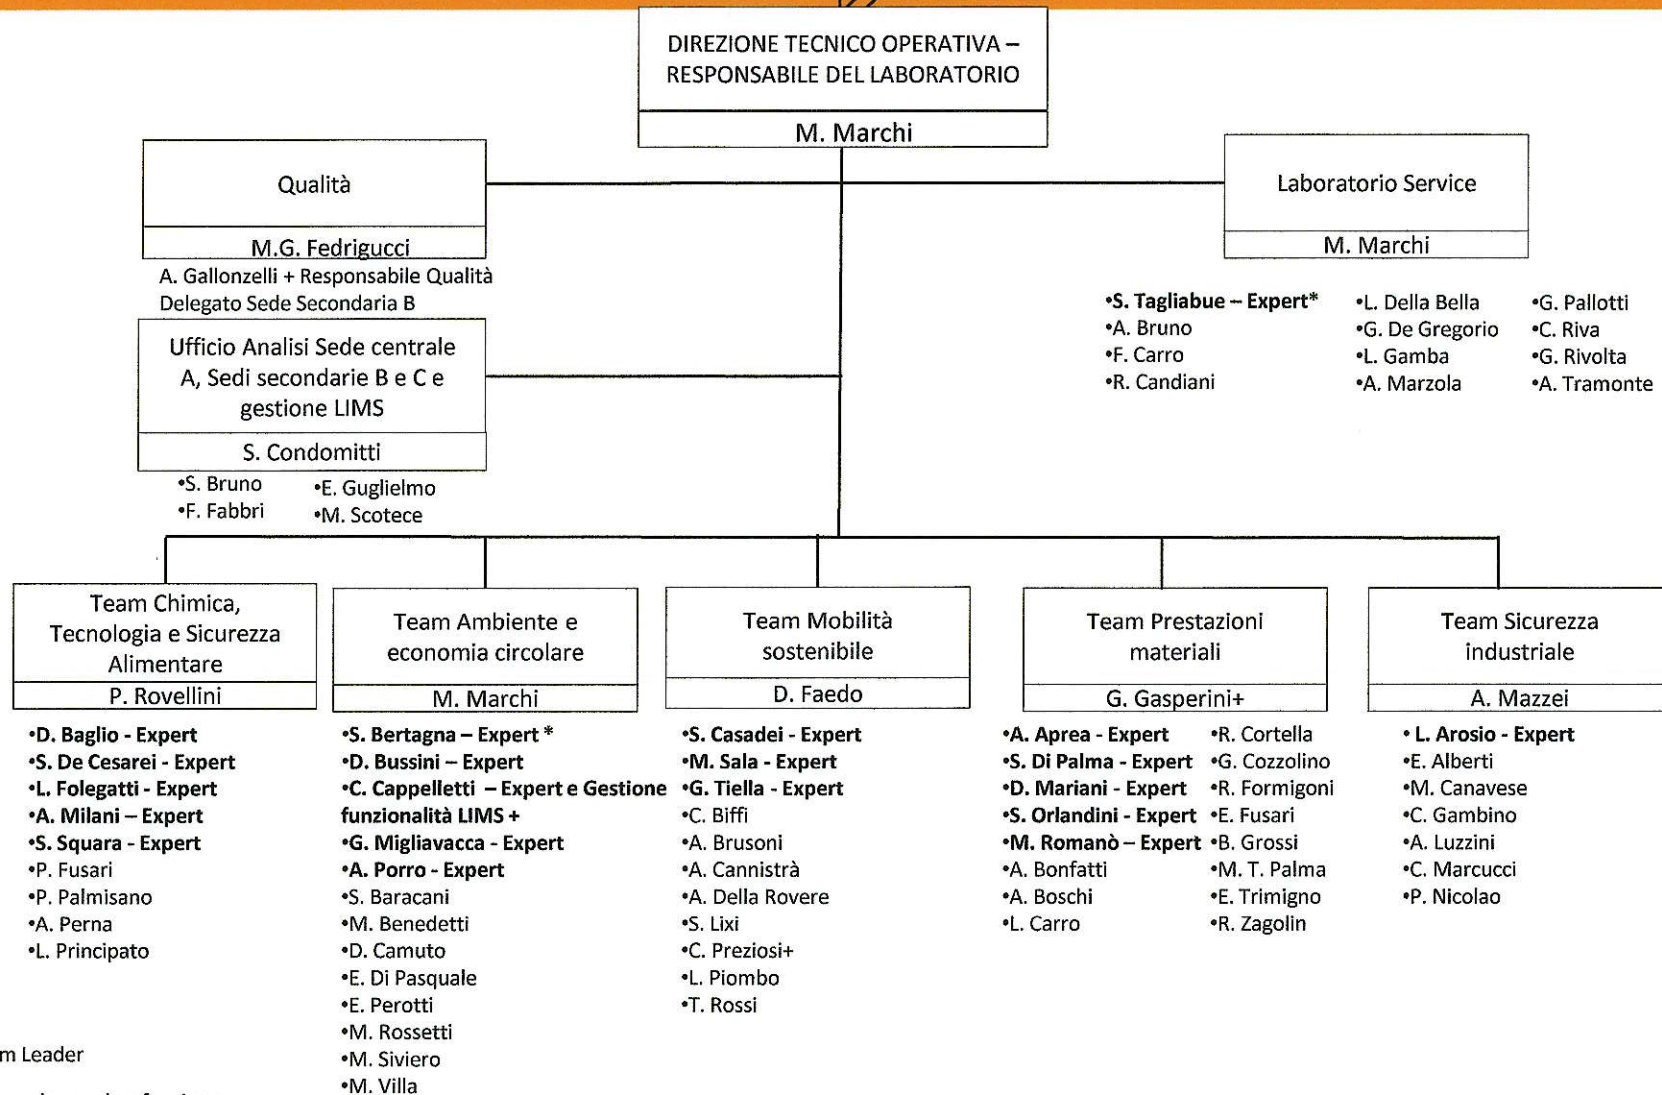 DIREZIONE TECNICO OPERATIVA –
RESPONSABILE DEL LABORATORIO
M. Marchi
Qualità
M.G. Fedrigucci
A. Gallonzelli + Responsabile Qualità
Delegato Sede Secondaria B
Laboratorio Service
M. Marchi
•S. Tagliabue – Expert*
•A. Bruno
•F. Carro
•R. Candiani
•L. Della Bella
•G. De Gregorio
•L. Gamba
•A. Marzola
•G. Pallotti
•C. Riva
•G. Rivolta
•A. Tramonte
Ufficio Analisi Sede centrale
A, Sedi secondarie B e C e
gestione LIMS
S. Condomitti
•S. Bruno
•F. Fabbri
•E. Guglielmo
•M. Scotece
Team Chimica,
Tecnologia e Sicurezza
Alimentare
P. Rovellini
•D. Baglio - Expert
•S. De Cesarei - Expert
•L. Folegatti - Expert
•A. Milani – Expert
•S. Squara - Expert
•P. Fusari
•P. Palmisano
•A. Perna
•L. Principato
Team Ambiente e
economia circolare
M. Marchi
•S. Bertagna – Expert *
•D. Bussini – Expert
•C. Cappelletti – Expert e Gestione
funzionalità LIMS +
•G. Migliavacca - Expert
•A. Porro - Expert
•S. Baracani
•M. Benedetti
•D. Camuto
•E. Di Pasquale
•E. Perotti
•M. Rossetti
•M. Siviero
•M. Villa
Team Mobilità
sostenibile
D. Faedo
•S. Casadei - Expert
•M. Sala - Expert
•G. Tiella - Expert
•C. Biffi
•A. Brusoni
•A. Cannistrà
•A. Della Rovere
•S. Lixi
•C. Preziosi+
•L. Piombo
•T. Rossi
Team Prestazioni
materiali
G. Gasperini+
•A. Aprea - Expert
•S. Di Palma - Expert
•D. Mariani - Expert
•S. Orlandini - Expert
•M. Romanò – Expert
•A. Bonfatti
•A. Boschi
•L. Carro
•R. Cortella
•G. Cozzolino
•R. Formigoni
•E. Fusari
•B. Grossi
•M. T. Palma
•E. Trimigno
•R. Zagolin
Team Sicurezza
industriale
A. Mazzei
• L. Arosio - Expert
•E. Alberti
•M. Canavese
•C. Gambino
•A. Luzzini
•C. Marcucci
•P. Nicolao
m Leader